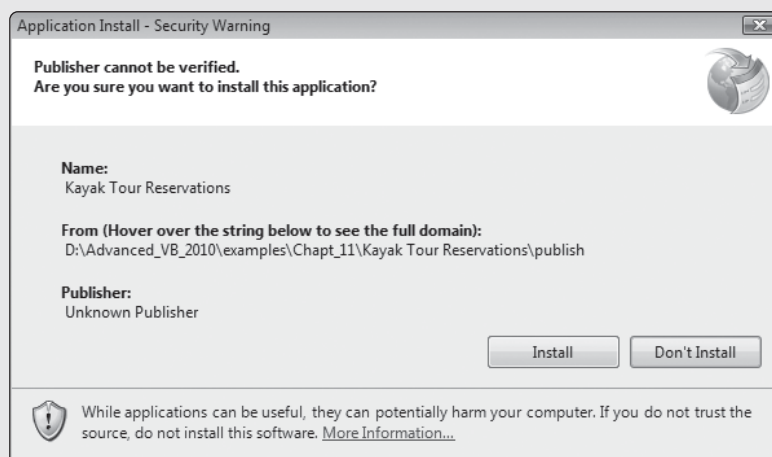 Application Install - Security Warning
Publisher cannot be verified.
Are you sure you want to install this application?
Name:
Kayak Tour Reservations
From (Hover over the string below to see the full domain):
D:\Advanced_VB_2010\examples\Chapt_11\Kayak Tour Reservations\publish
Publisher:
Unknown Publisher
Install
Don't Install
While applications can be useful, they can potentially harm your computer. If you do not trust the
source, do not install this software. More Information...